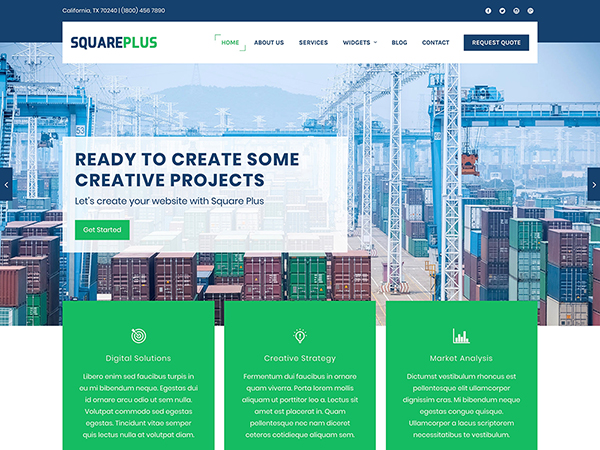 California, TX 70240 | (1800) 456 7890
SQUAREPLUS
HOME ABOUT US SERVICES WIDGETS BLOG CONTACT REQUEST QUOTE
READY TO CREATE SOME
CREATIVE PROJECTS
Let's create your website with Square Plus
Get Started
Digital Solutions
Libero enim sed faucibus turpis in
eu mi bibendum neque. Egestas dui
id ornare arcu odio ut sem nulla.
Volutpat commodo sed egestas
egestas. Tincidunt vitae semper
quis lectus nulla at volutpat diam.
Creative Strategy
Fermentum dui faucibus in ornare
quam viverra. Porta lorem mollis
aliquam ut porttitor leo a. Lectus sit
amet est placerat in. Quam
pellentesque nec nam diceret
ceteros cotidieque aliquam sem.
Market Analysis
Dictumst vestibulum rhoncus est
pellentesque elit ullamcorper
dignissim cras. Mi bibendum neque
egestas congue quisque.
Ullamcorper a lacus scriptorem
necessitatibus te vestibulum.